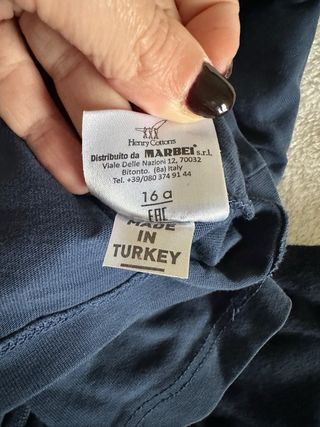 Henry Cottons
Distribuito da MARBEI s.r.l.
Viale Delle Nazioni 12, 70032
Bitonto. (Ba) Italy
Tel. +39/080 374 91 44
16 a
EAC
MADE
IN
TURKEY